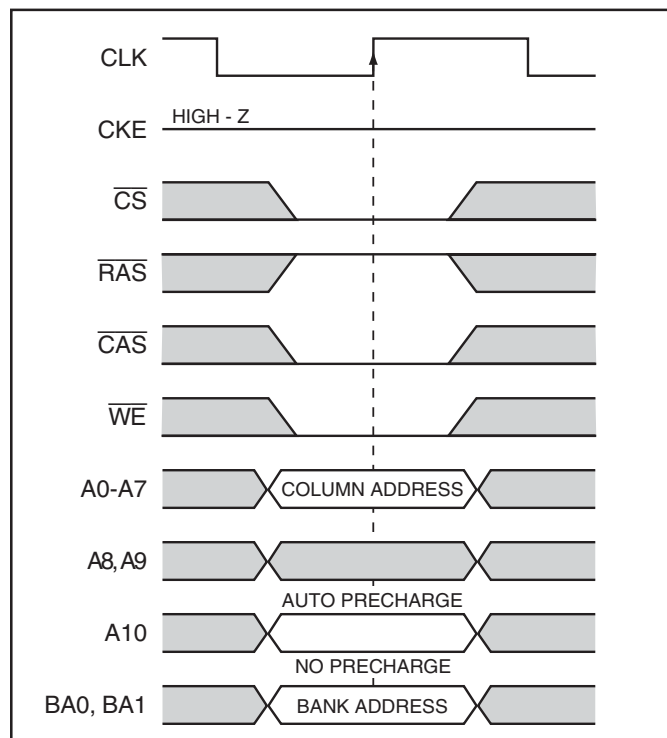 CLK
CKE HIGH - Z
CS
RAS
CAS
WE
A0-A7 COLUMN ADDRESS
A8, A9
AUTO PRECHARGE
A10
NO PRECHARGE
BA0, BA1 BANK ADDRESS